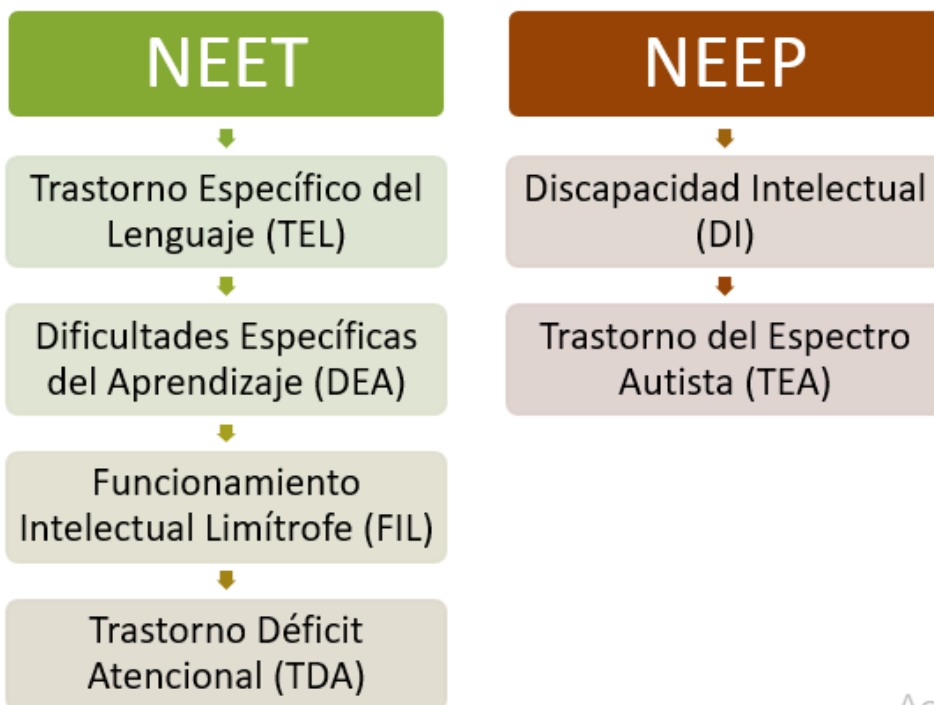 NEET
Trastorno Específico del
Lenguaje (TEL)
Dificultades Específicas
del Aprendizaje (DEA)
Funcionamiento
Intelectual Limítrofe (FIL)
Trastorno Déficit
Atencional (TDA)
NEEP
Discapacidad Intelectual
(DI)
Trastorno del Espectro
Autista (TEA)